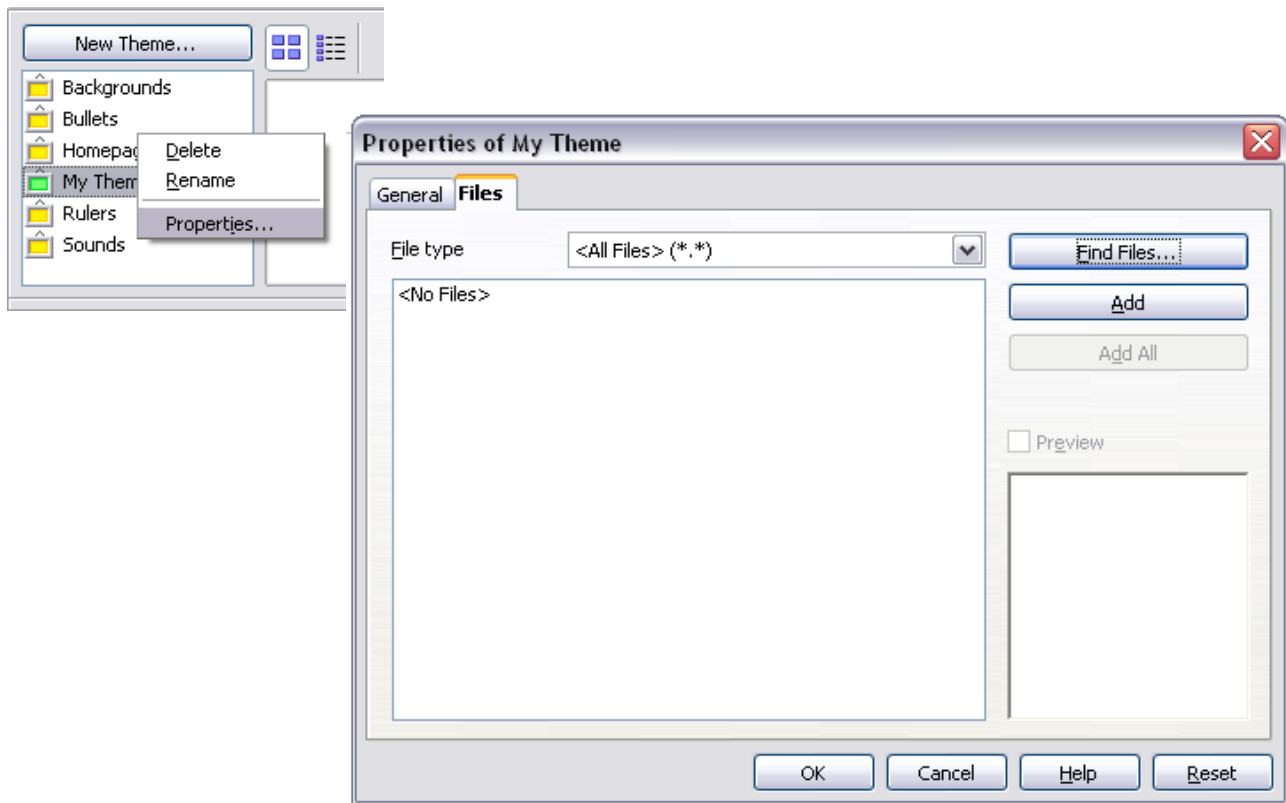 New Theme...
Backgrounds
Bullets
Homepag
My Them
Rulers
Sounds
Delete
Rename
Properties...
Properties of My Theme
General Files
File type <All Files> (*.*) Find Files...
<No Files>
Add
Add All
Preview
OK Cancel Help Reset